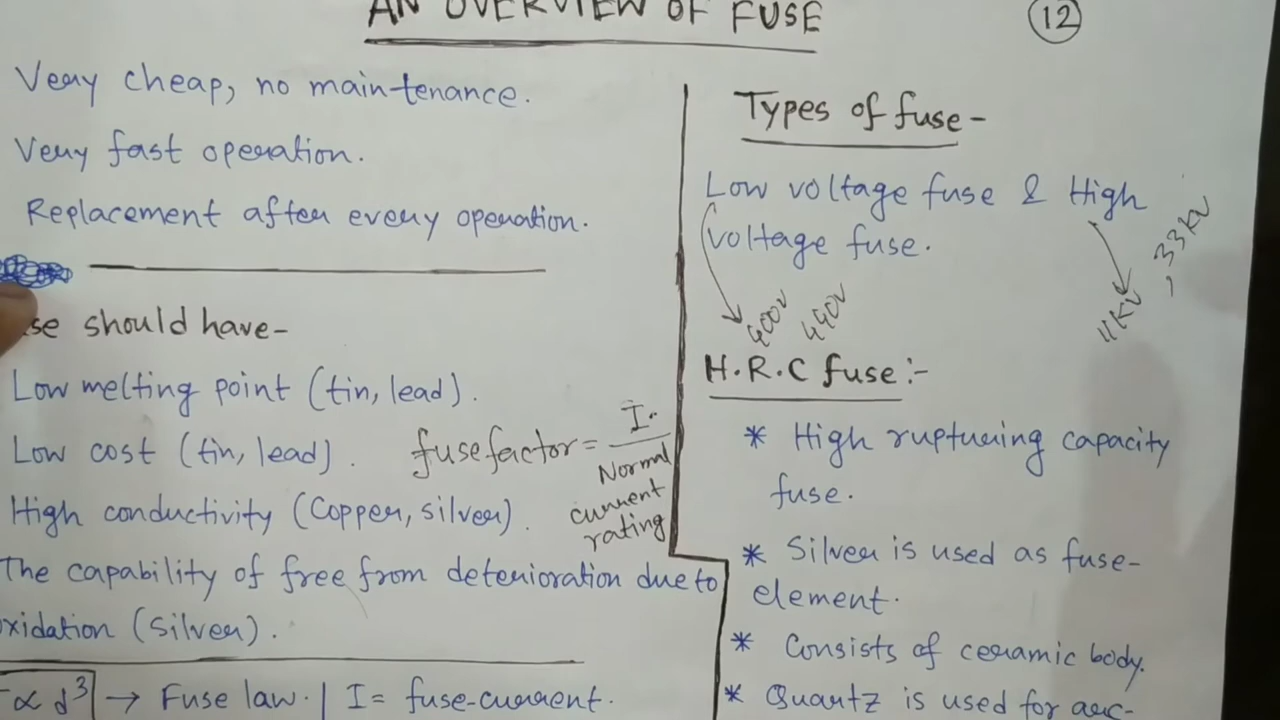 AN OVERVIEW OF FUSE
12
Very cheap, no maintenance.
Very fast operation.
Replacement after every operation.
se should have-
Low melting point (tin, lead).
Low cost (tin, lead).
fuse factor = I / Normal current rating
High conductivity (Copper, silver).
The capability of free from deterioration due to
oxidation (Silver).
∝ d³ → Fuse law. | I = fuse-current.
Types of fuse-
Low voltage fuse & High
voltage fuse.
400V 440V
11KV, 33KV
H.R.C fuse:-
* High rupturing capacity
fuse.
* Silver is used as fuse-
element.
* Consists of ceramic body.
* Quartz is used for arc-